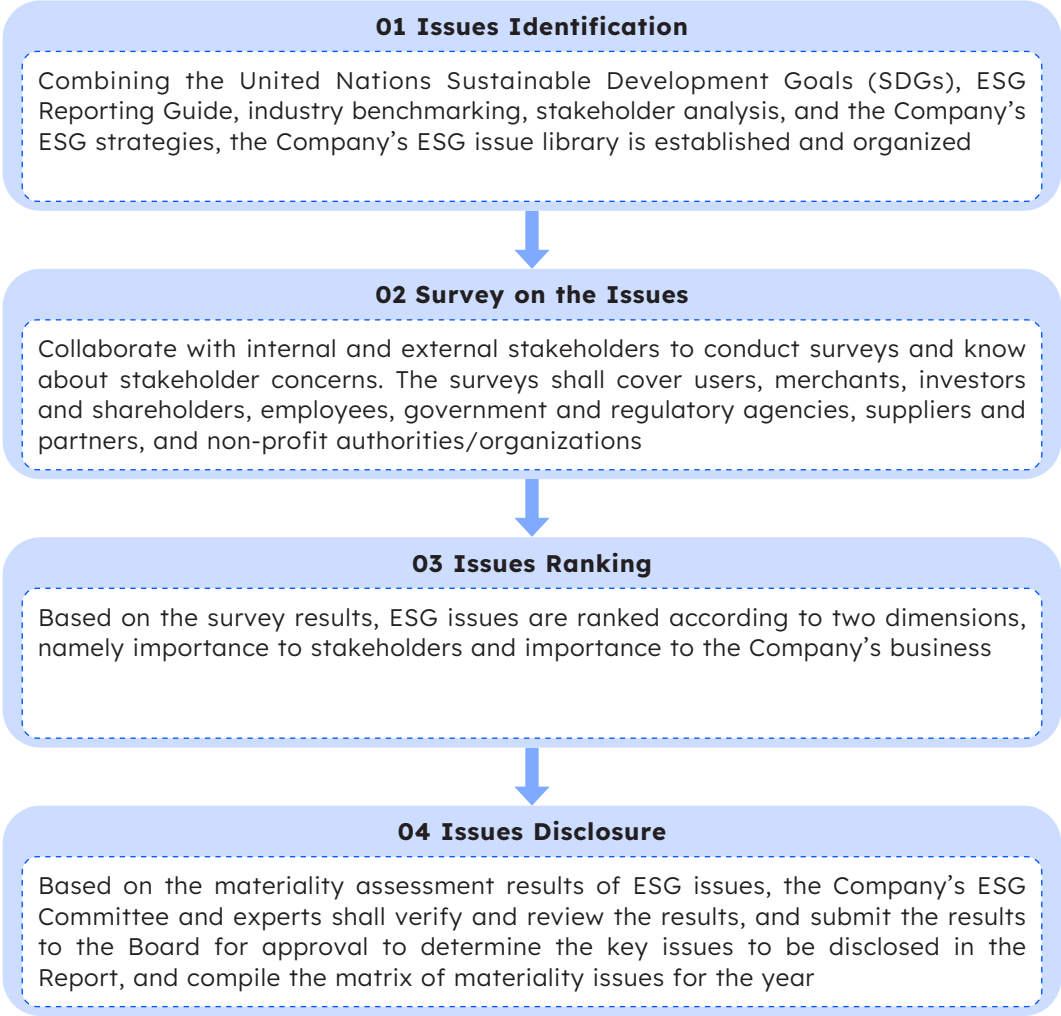 01 Issues Identification
Combining the United Nations Sustainable Development Goals (SDGs), ESG
Reporting Guide, industry benchmarking, stakeholder analysis, and the Company’s
ESG strategies, the Company’s ESG issue library is established and organized
02 Survey on the Issues
Collaborate with internal and external stakeholders to conduct surveys and know
about stakeholder concerns. The surveys shall cover users, merchants, investors
and shareholders, employees, government and regulatory agencies, suppliers and
partners, and non-profit authorities/organizations
03 Issues Ranking
Based on the survey results, ESG issues are ranked according to two dimensions,
namely importance to stakeholders and importance to the Company’s business
04 Issues Disclosure
Based on the materiality assessment results of ESG issues, the Company’s ESG
Committee and experts shall verify and review the results, and submit the results
to the Board for approval to determine the key issues to be disclosed in the
Report, and compile the matrix of materiality issues for the year